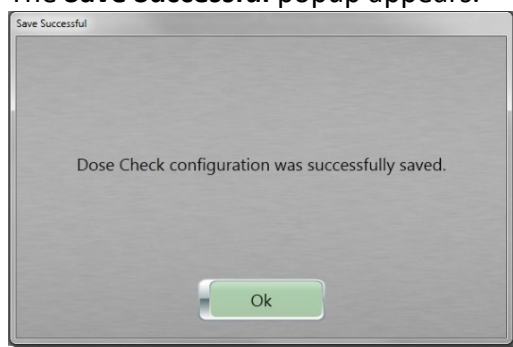 The Save Successful popup appears.
Save Successful
Dose Check configuration was successfully saved.
Ok